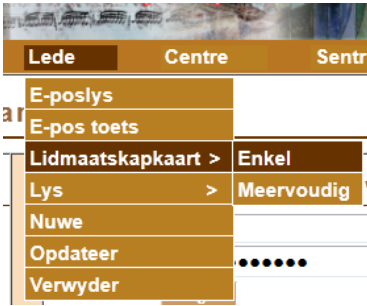 Lede Centre Sentr
E-poslys
E-pos toets
Lidmaatskapkaart > Enkel
Lys > Meervoudig
Nuwe
Opdateer
Verwyder